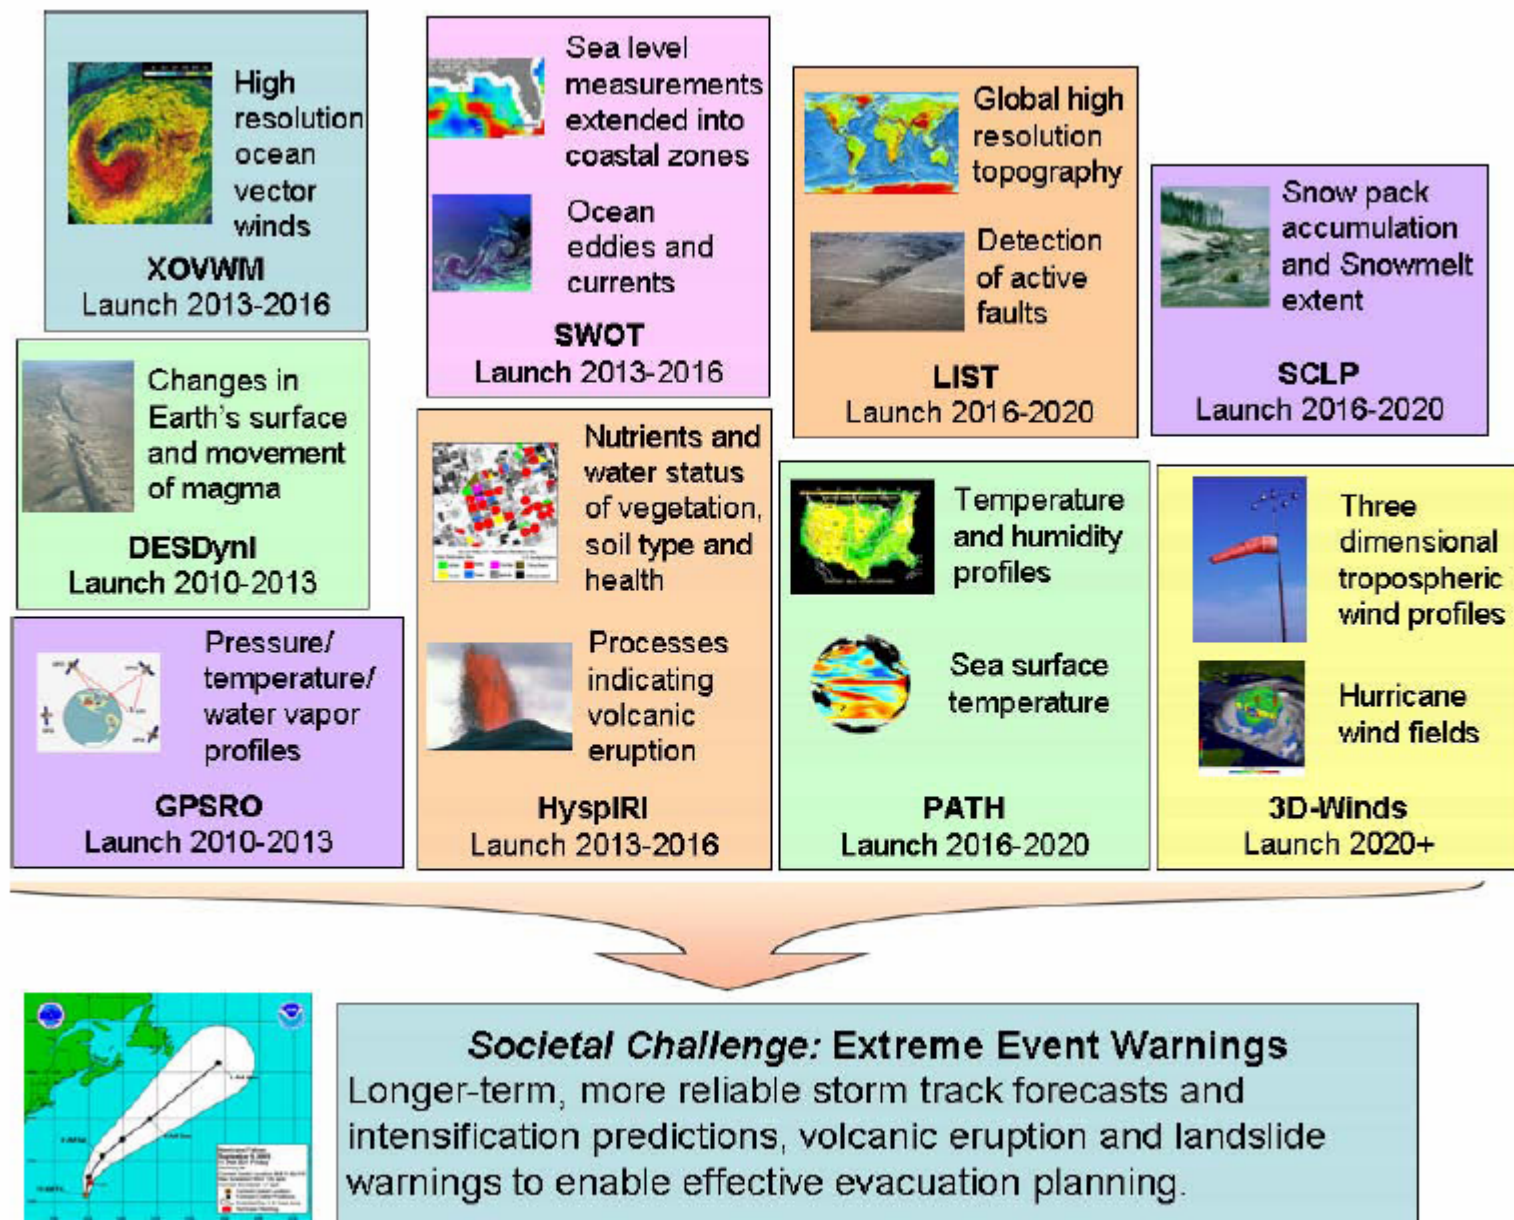 High
resolution
ocean
vector
winds
XOVWM
Launch 2013-2016
Sea level
measurements
extended into
coastal zones
Ocean
eddies and
currents
SWOT
Launch 2013-2016
Global high
resolution
topography
Detection
of active
faults
LIST
Launch 2016-2020
Snow pack
accumulation
and Snowmelt
extent
SCLP
Launch 2016-2020
Changes in
Earth's surface
and movement
of magma
DESDynI
Launch 2010-2013
Nutrients and
water status
of vegetation,
soil type and
health
Processes
indicating
volcanic
eruption
HyspIRI
Launch 2013-2016
Temperature
and humidity
profiles
Sea surface
temperature
PATH
Launch 2016-2020
Three
dimensional
tropospheric
wind profiles
Hurricane
wind fields
3D-Winds
Launch 2020+
Pressure/
temperature/
water vapor
profiles
GPSRO
Launch 2010-2013
Societal Challenge: Extreme Event Warnings
Longer-term, more reliable storm track forecasts and
intensification predictions, volcanic eruption and landslide
warnings to enable effective evacuation planning.